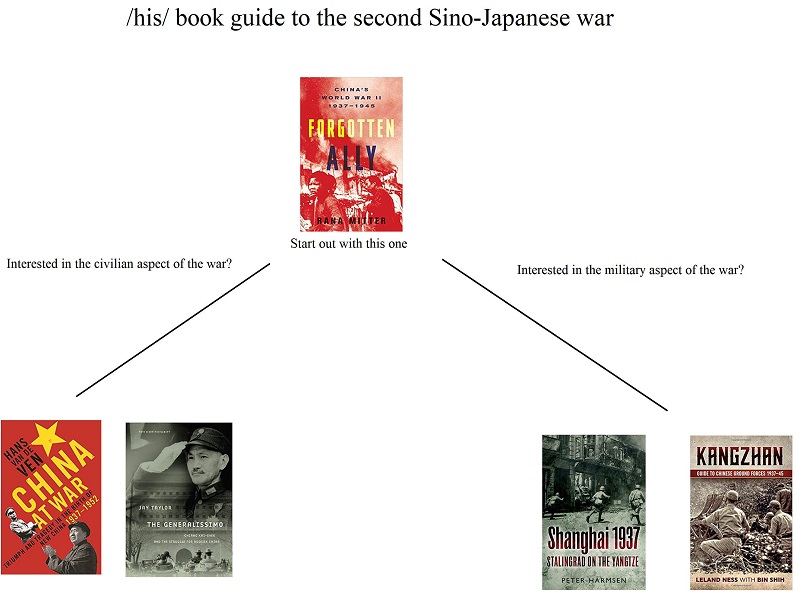 /his/ book guide to the second Sino-Japanese war
CHINA'S
WORLD WAR II
1937–1945
FORGOTTEN
ALLY
RANA MITTER
Start out with this one
Interested in the civilian aspect of the war?
Interested in the military aspect of the war?
HANS
VAN DE
VEN
CHINA
AT WAR
TRIUMPH AND TRAGEDY IN THE BIRTH OF
NEW CHINA 1937-1952
JAY TAYLOR
THE GENERALISSIMO
CHIANG KAI-SHEK
AND THE STRUGGLE FOR MODERN CHINA
Shanghai 1937
STALINGRAD ON THE YANGTZE
PETER HARMSEN
KANGZHAN
GUIDE TO CHINESE GROUND FORCES 1937–45
LELAND NESS WITH BIN SHIH